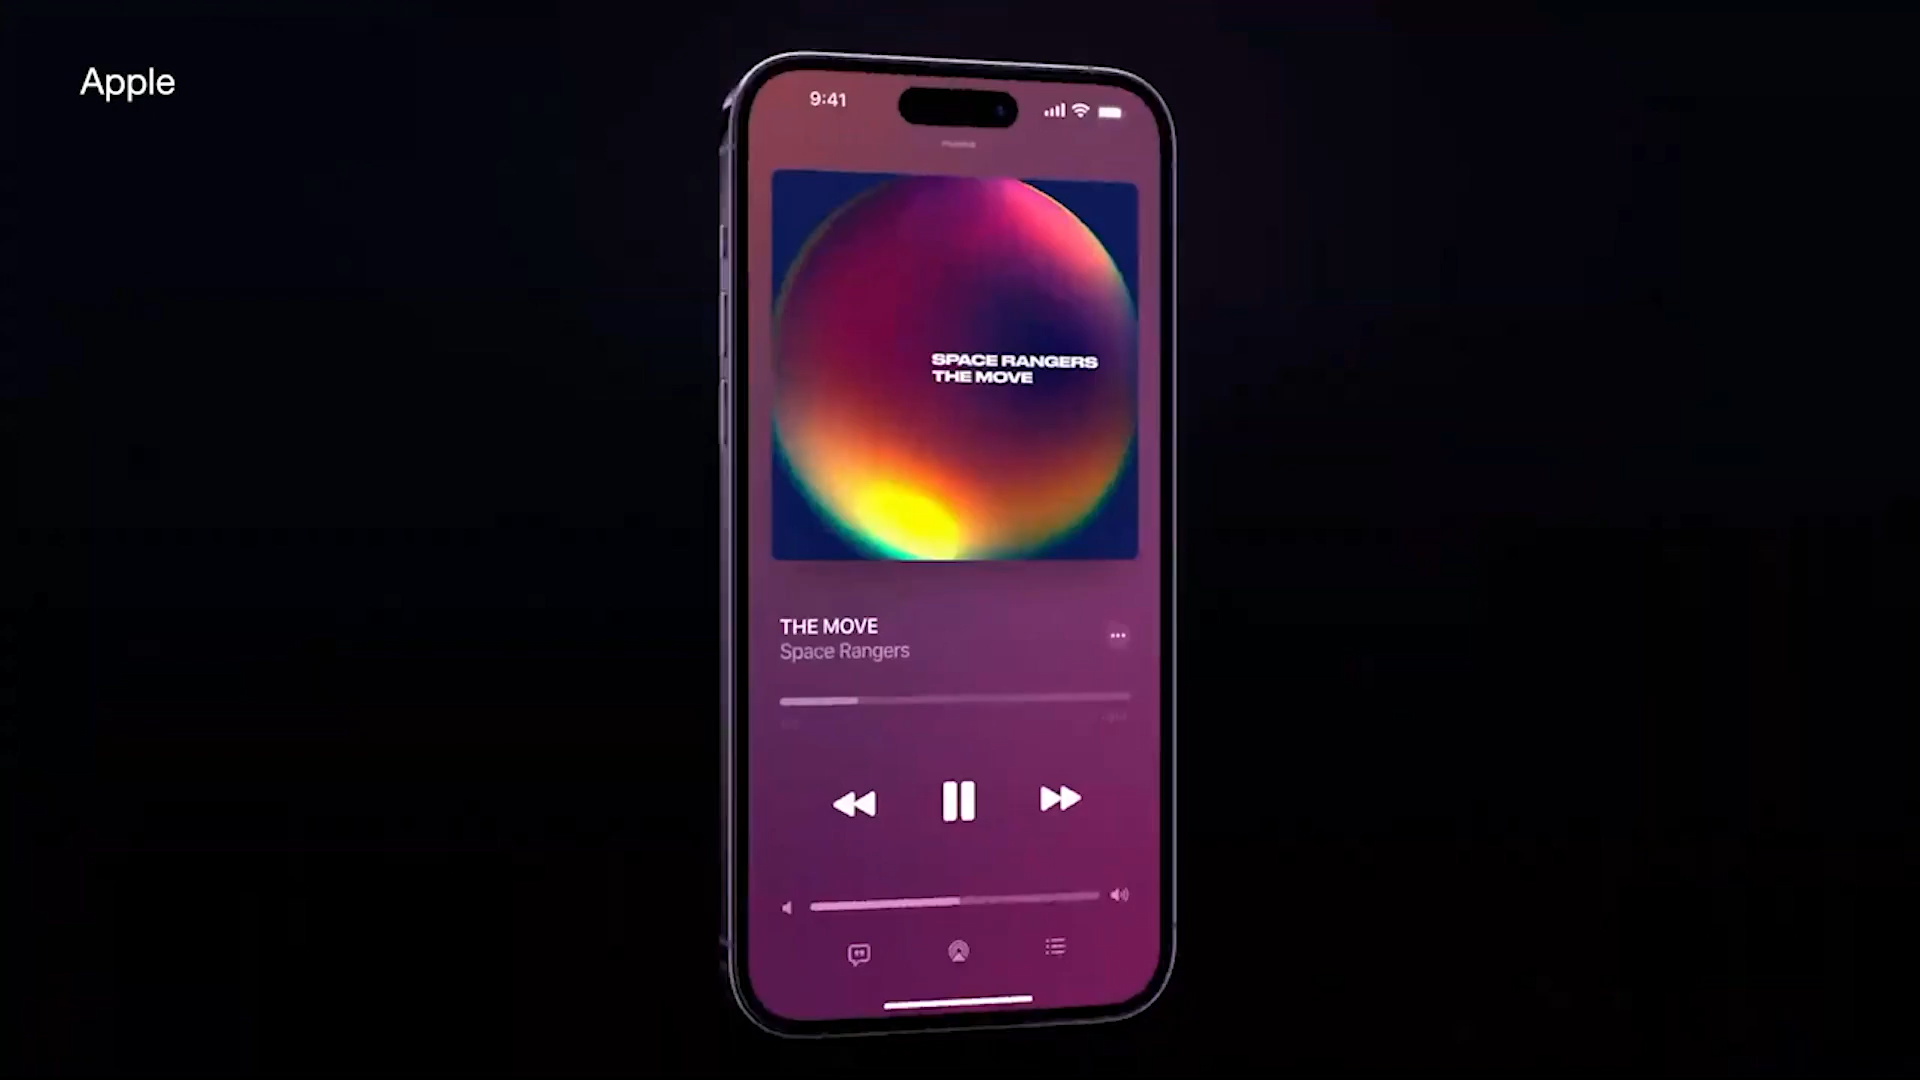 Apple
9:41
SPACE RANGERS
THE MOVE
THE MOVE
Space Rangers